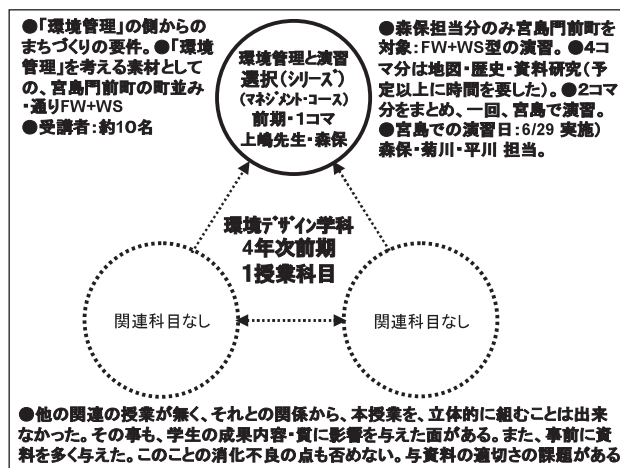 ●「環境管理」の側からの
まちづくりの要件。●「環境
管理」を考える素材として
の、宮島門前町の町並み
・通りFW+WS
●受講者：約10名
環境管理と演習
選択(シリーズ)
(マネジメント・コース)
前期・1コマ
上嶋先生・森保
●森保担当分のみ宮島門前町を
対象：FW+WS型の演習。●4コ
マ分は地図・歴史・資料研究(予
定以上に時間を要した)。●2コマ
分をまとめ、一回、宮島で演習。
●宮島での演習日：6/29 実施)
森保・菊川・平川 担当。
環境デザイン学科
4年次前期
1授業科目
関連科目なし
関連科目なし
●他の関連の授業が無く、それとの関係から、本授業を、立体的に組むことは出来
なかった。その事も、学生の成果内容・質に影響を与えた面がある。また、事前に資
料を多く与えた。このことの消化不良の点も否めない。与資料の適切さの課題がある